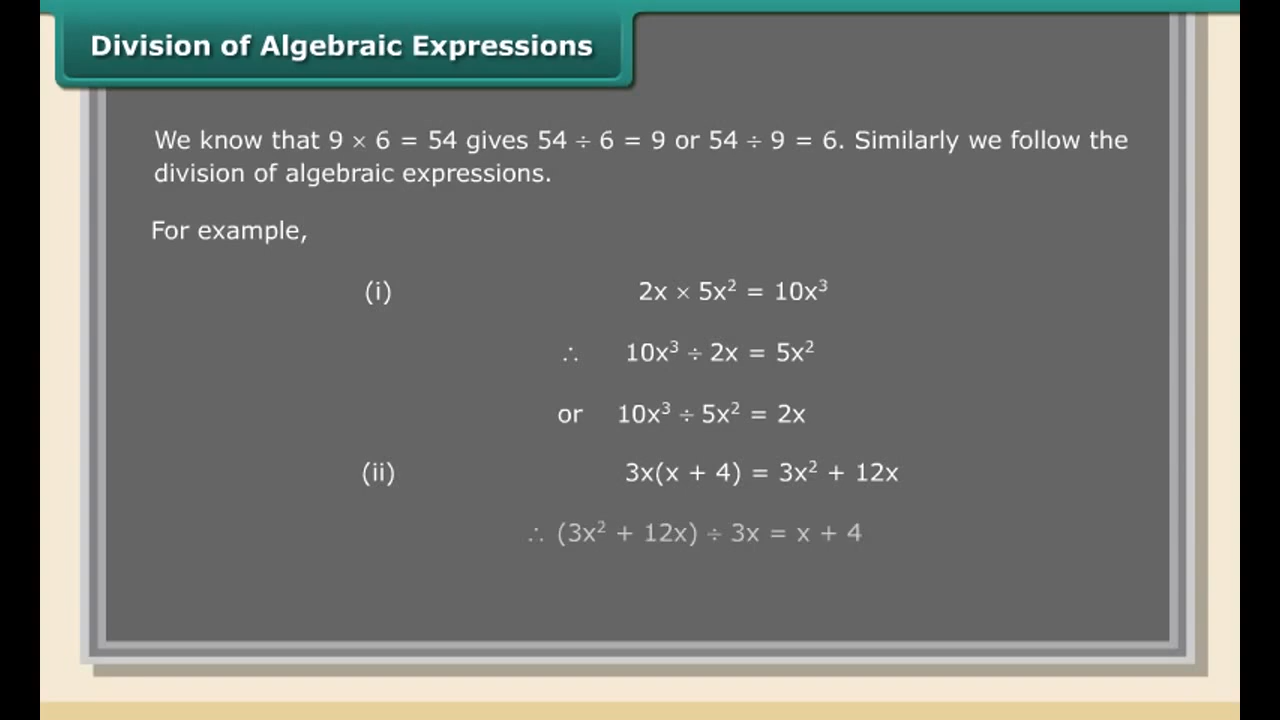 Division of Algebraic Expressions
We know that 9 × 6 = 54 gives 54 ÷ 6 = 9 or 54 ÷ 9 = 6. Similarly we follow the
division of algebraic expressions.
For example,
(i) 2x × 5x² = 10x³
∴ 10x³ ÷ 2x = 5x²
or 10x³ ÷ 5x² = 2x
(ii) 3x(x + 4) = 3x² + 12x
∴ (3x² + 12x) ÷ 3x = x + 4